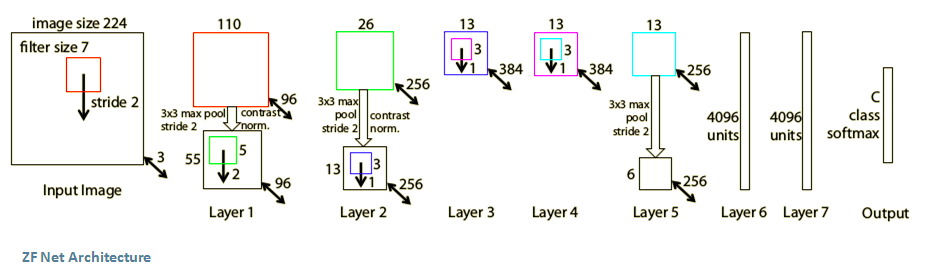 image size 224
filter size 7
stride 2
3
Input Image
110
96
3x3 max pool
stride 2
contrast
norm.
55
5
2
96
Layer 1
26
256
3x3 max
pool
stride 2
contrast
norm.
13
3
1
256
Layer 2
13
3
1
384
Layer 3
13
3
1
384
Layer 4
13
256
3x3 max
pool
stride 2
6
256
Layer 5
4096
units
Layer 6
4096
units
Layer 7
C
class
softmax
Output
ZF Net Architecture